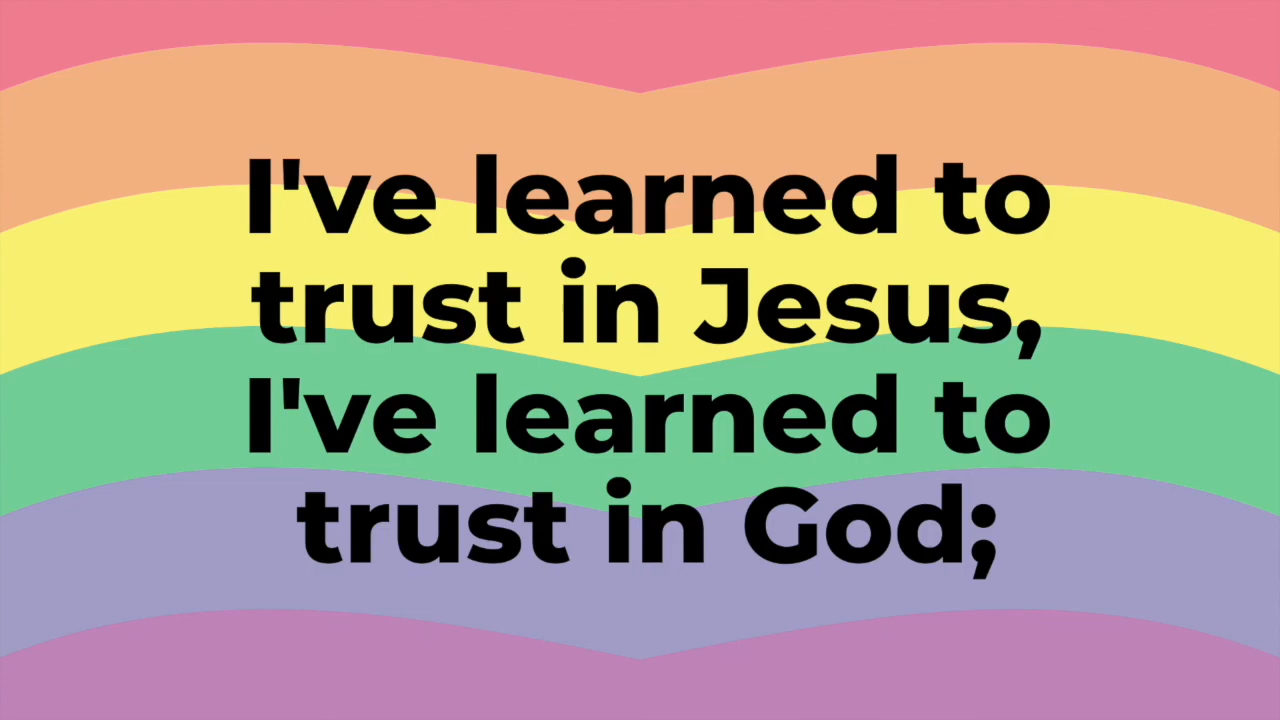 I've learned to
trust in Jesus,
I've learned to
trust in God;